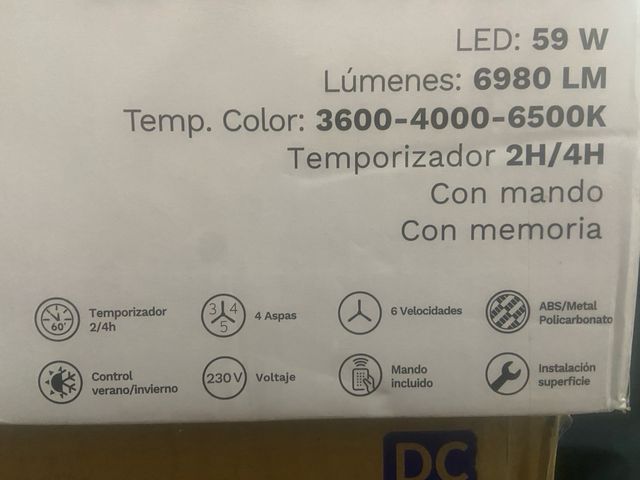 LED: 59 W
Lúmenes: 6980 LM
Temp. Color: 3600-4000-6500K
Temporizador 2H/4H
Con mando
Con memoria
60'
Temporizador
2/4h
3 4
5
4 Aspas
6 Velocidades
ABS/Metal
Policarbonato
Control
verano/invierno
230 V
Voltaje
Mando
incluido
Instalación
superficie
DC